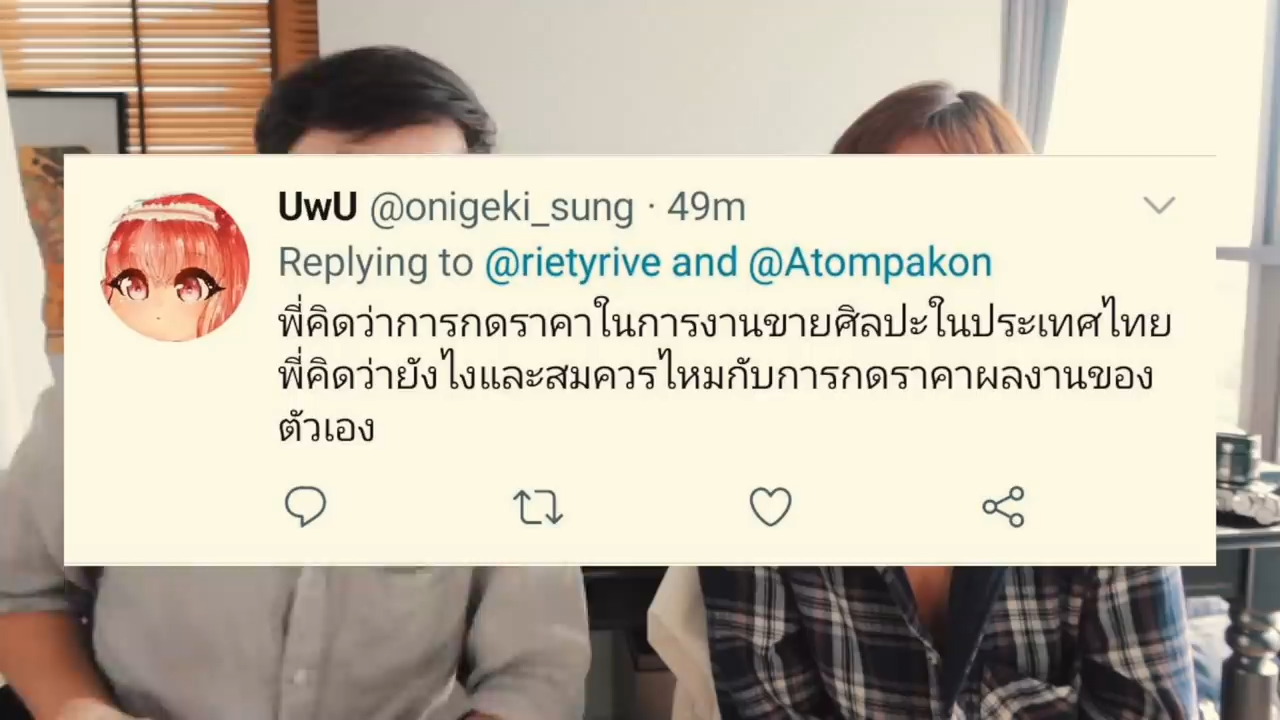 UwU @onigeki_sung · 49m
Replying to @rietyrive and @Atompakon
พี่คิดว่าการกดราคาในการงานขายศิลปะในประเทศไทย
พี่คิดว่ายังไงและสมควรไหมกับการกดราคาผลงานของ
ตัวเอง